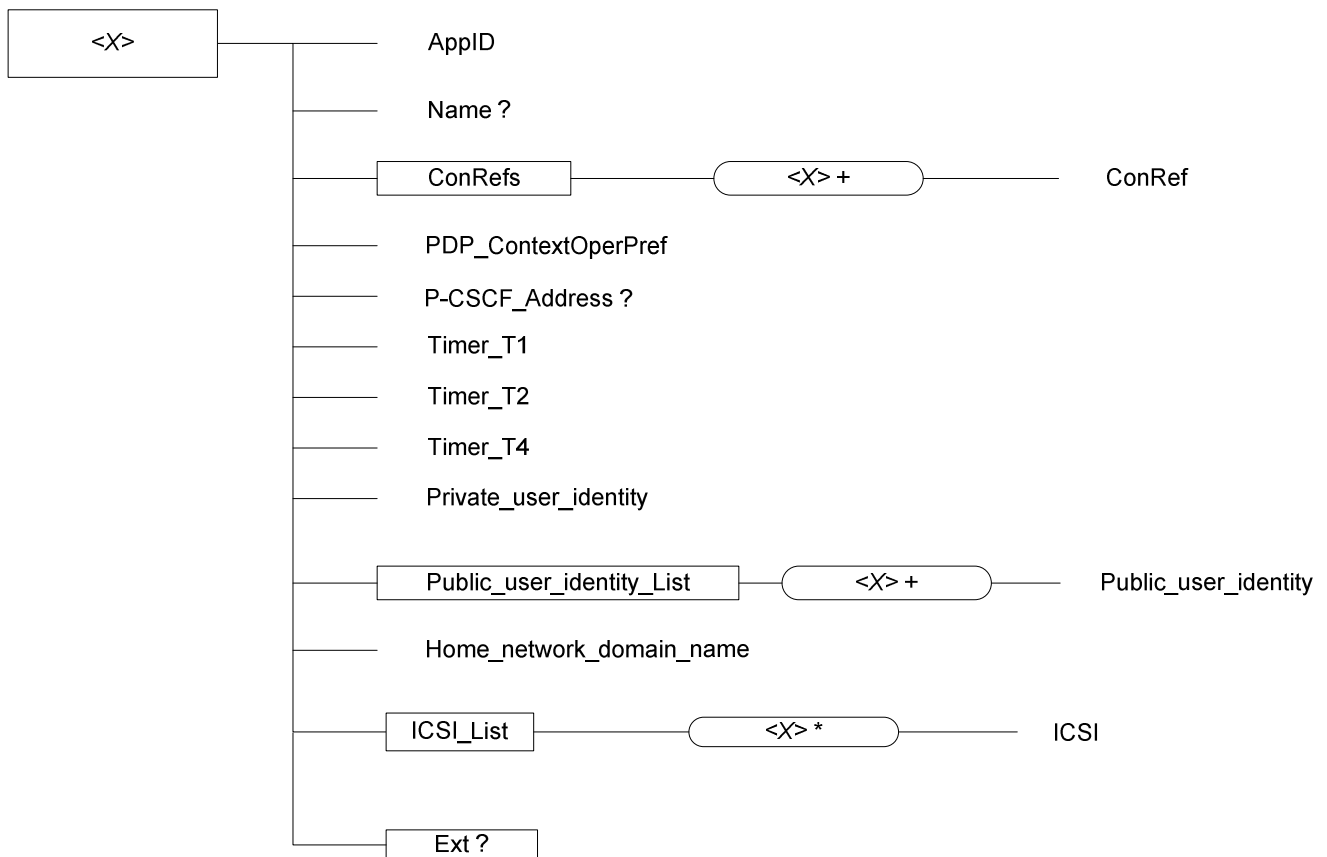 <X>
AppID
Name ?
ConRefs <X> + ConRef
PDP_ContextOperPref
P-CSCF_Address ?
Timer_T1
Timer_T2
Timer_T4
Private_user_identity
Public_user_identity_List <X> + Public_user_identity
Home_network_domain_name
ICSI_List <X> * ICSI
Ext ?